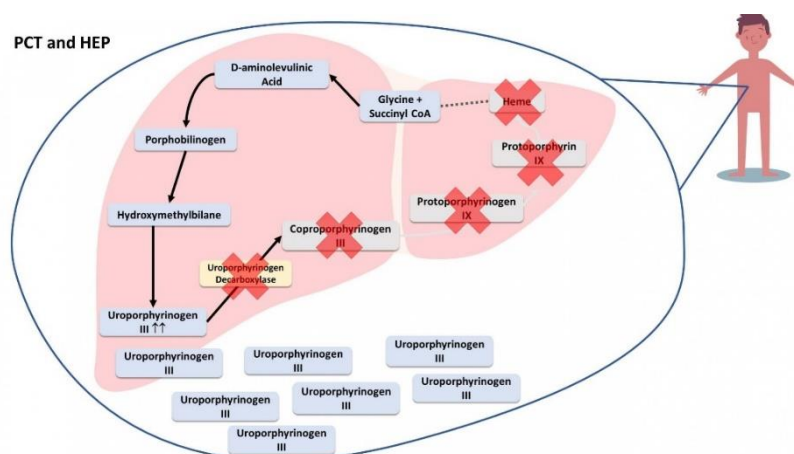 PCT and HEP
D-aminolevulinic
Acid
Glycine +
Succinyl CoA
Heme
Porphobilinogen
Protoporphyrin
IX
Hydroxymethylbilane
Protoporphyrinogen
IX
Coproporphyrinogen
III
Uroporphyrinogen
Decarboxylase
Uroporphyrinogen
III ↑↑
Uroporphyrinogen
III
Uroporphyrinogen
III
Uroporphyrinogen
III
Uroporphyrinogen
III
Uroporphyrinogen
III
Uroporphyrinogen
III
Uroporphyrinogen
III